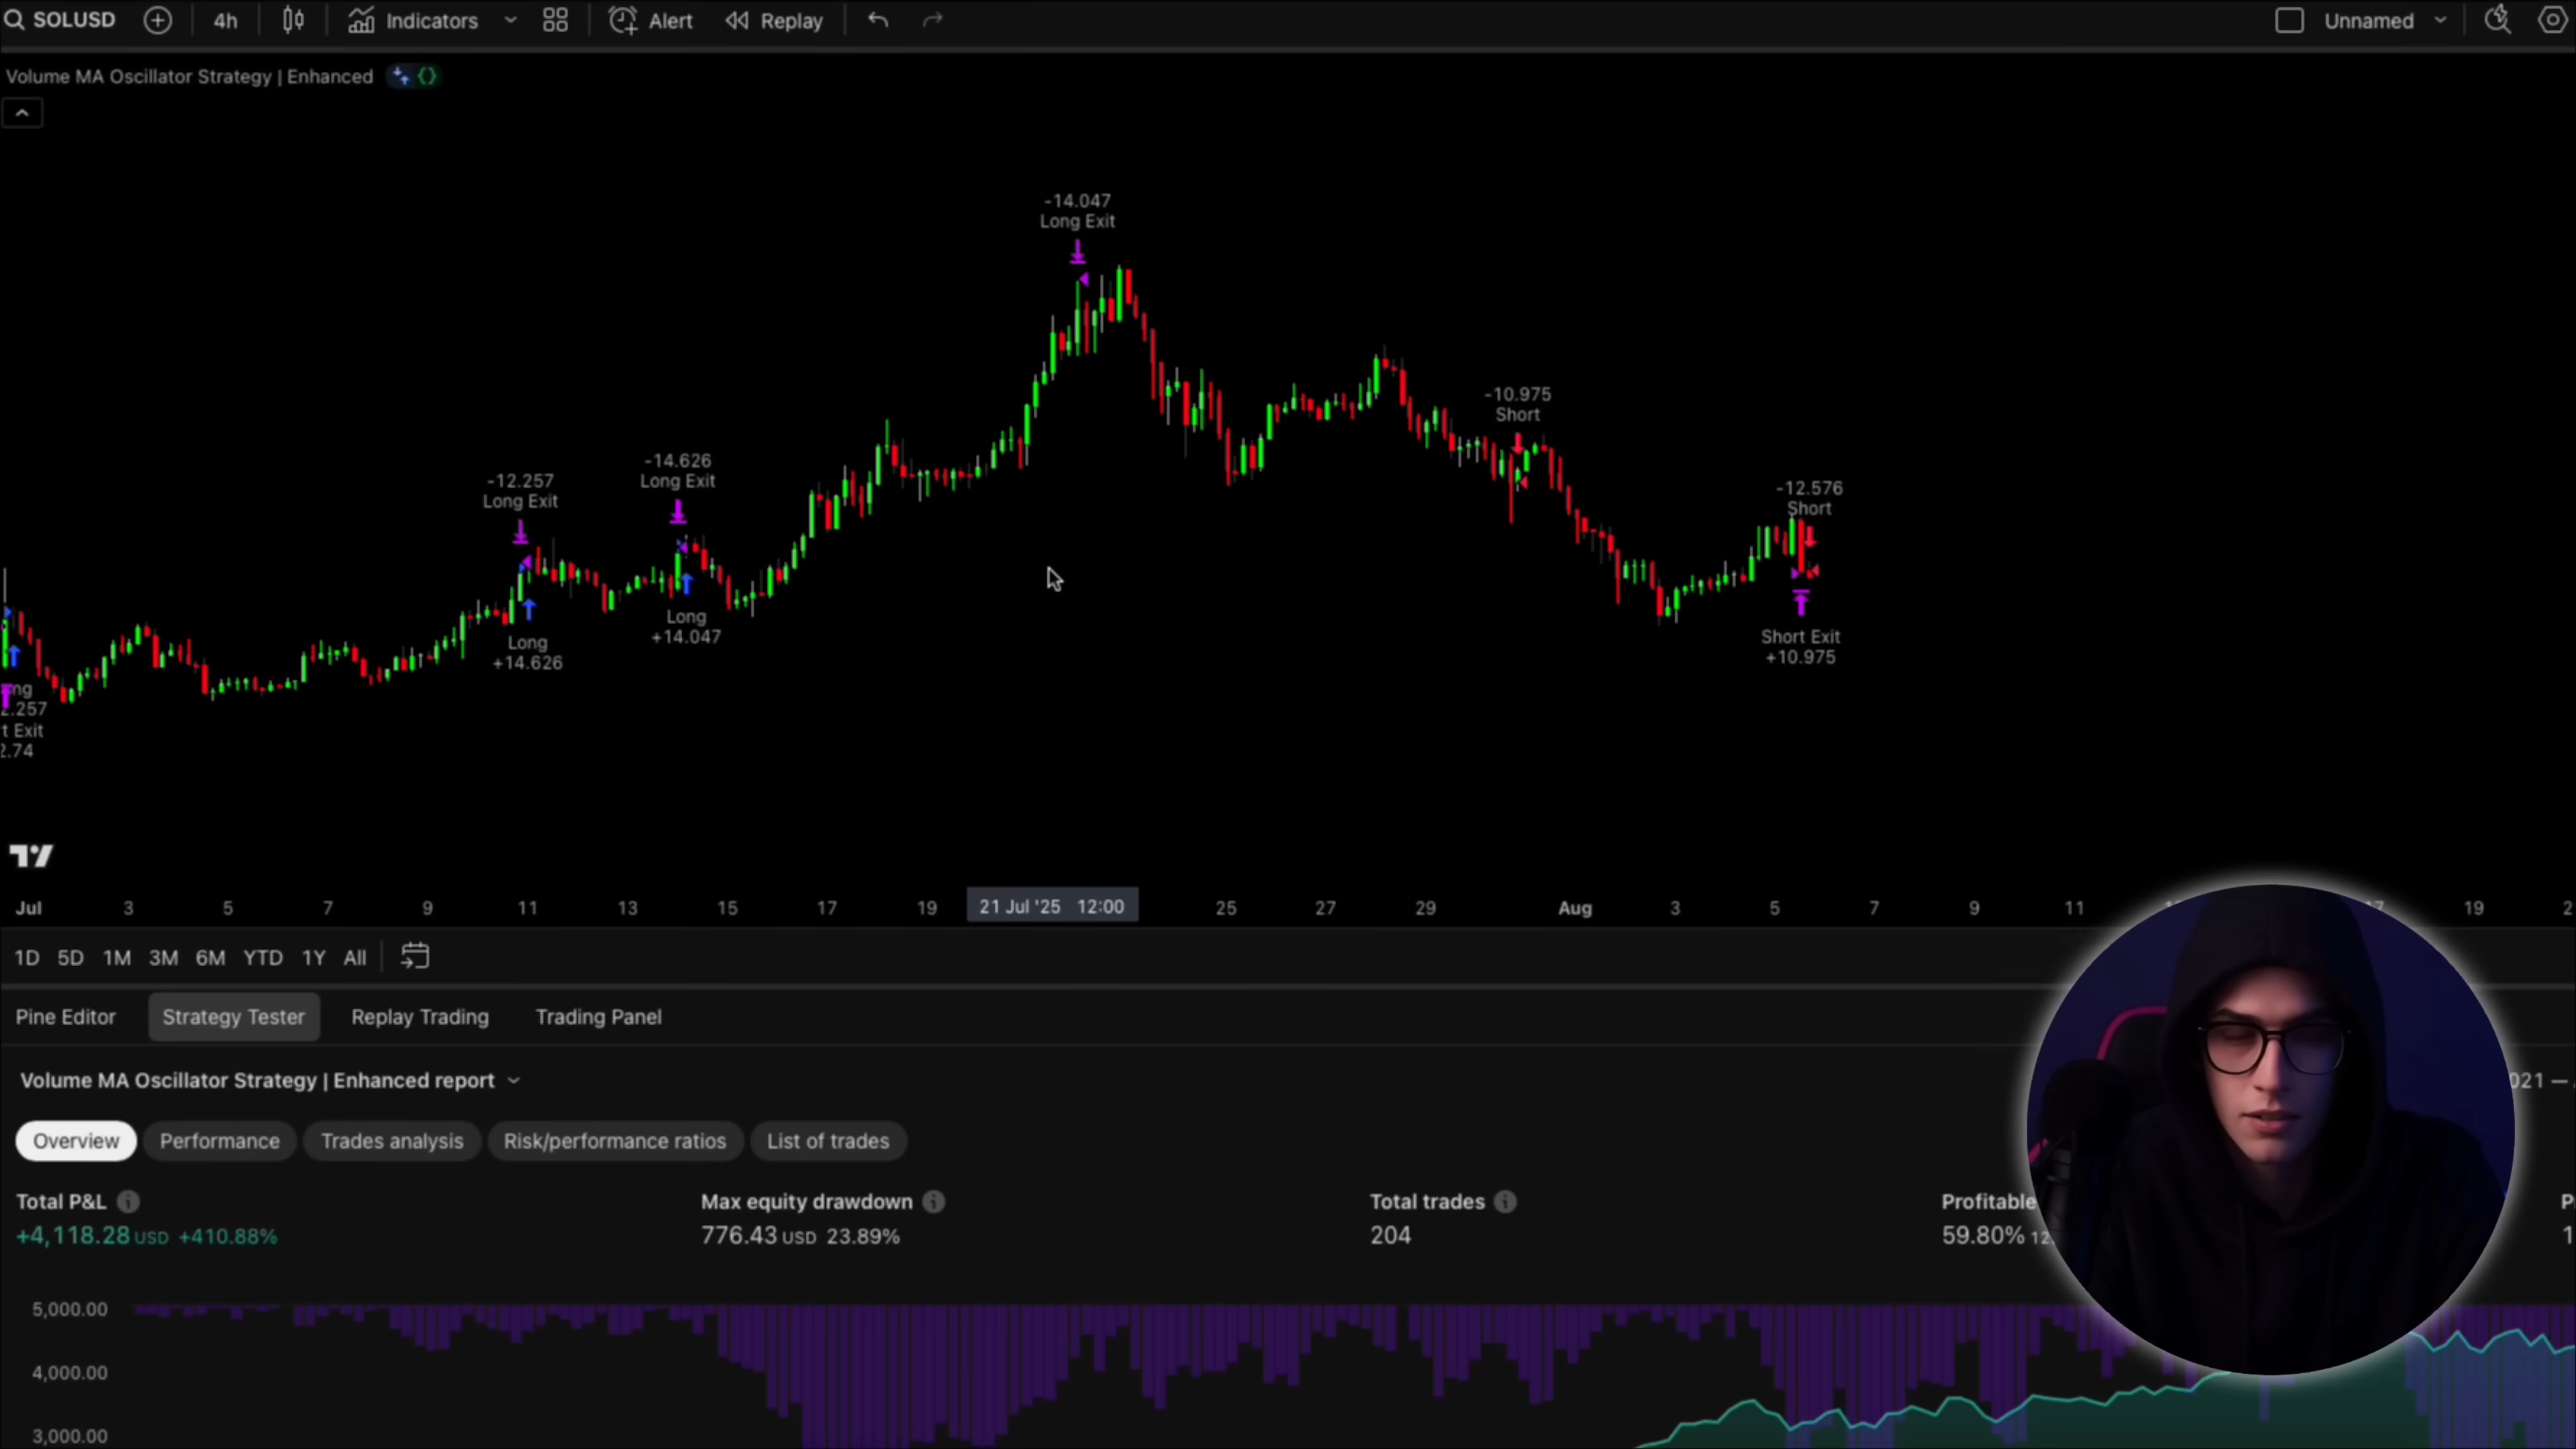 SOLUSD 4h Indicators Alert Replay Unnamed
Volume MA Oscillator Strategy | Enhanced
-14.047
Long Exit
-10.975
Short
-14.626
Long Exit
-12.257
Long Exit
-12.576
Short
Long
+14.047
Long
+14.626
Short Exit
+10.975
2.257
t Exit
2.74
Jul 3 5 7 9 11 13 15 17 19 21 Jul '25 12:00 25 27 29 Aug 3 5 7 9 11 19
1D 5D 1M 3M 6M YTD 1Y All
Pine Editor Strategy Tester Replay Trading Trading Panel
Volume MA Oscillator Strategy | Enhanced report
Overview Performance Trades analysis Risk/performance ratios List of trades
Total P&L Max equity drawdown Total trades Profitable
+4,118.28 USD +410.88% 776.43 USD 23.89% 204 59.80%
5,000.00
4,000.00
3,000.00